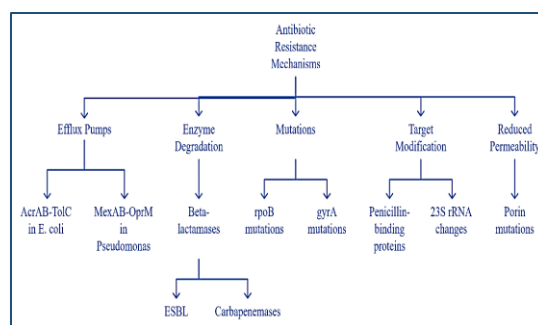 Antibiotic
Resistance
Mechanisms
Efflux Pumps
Enzyme
Degradation
Mutations
Target
Modification
Reduced
Permeability
AcrAB-TolC
in E. coli
MexAB-OprM
in
Pseudomonas
Beta-
lactamases
rpoB
mutations
gyrA
mutations
Penicillin-
binding
proteins
23S rRNA
changes
Porin
mutations
ESBL
Carbapenemases